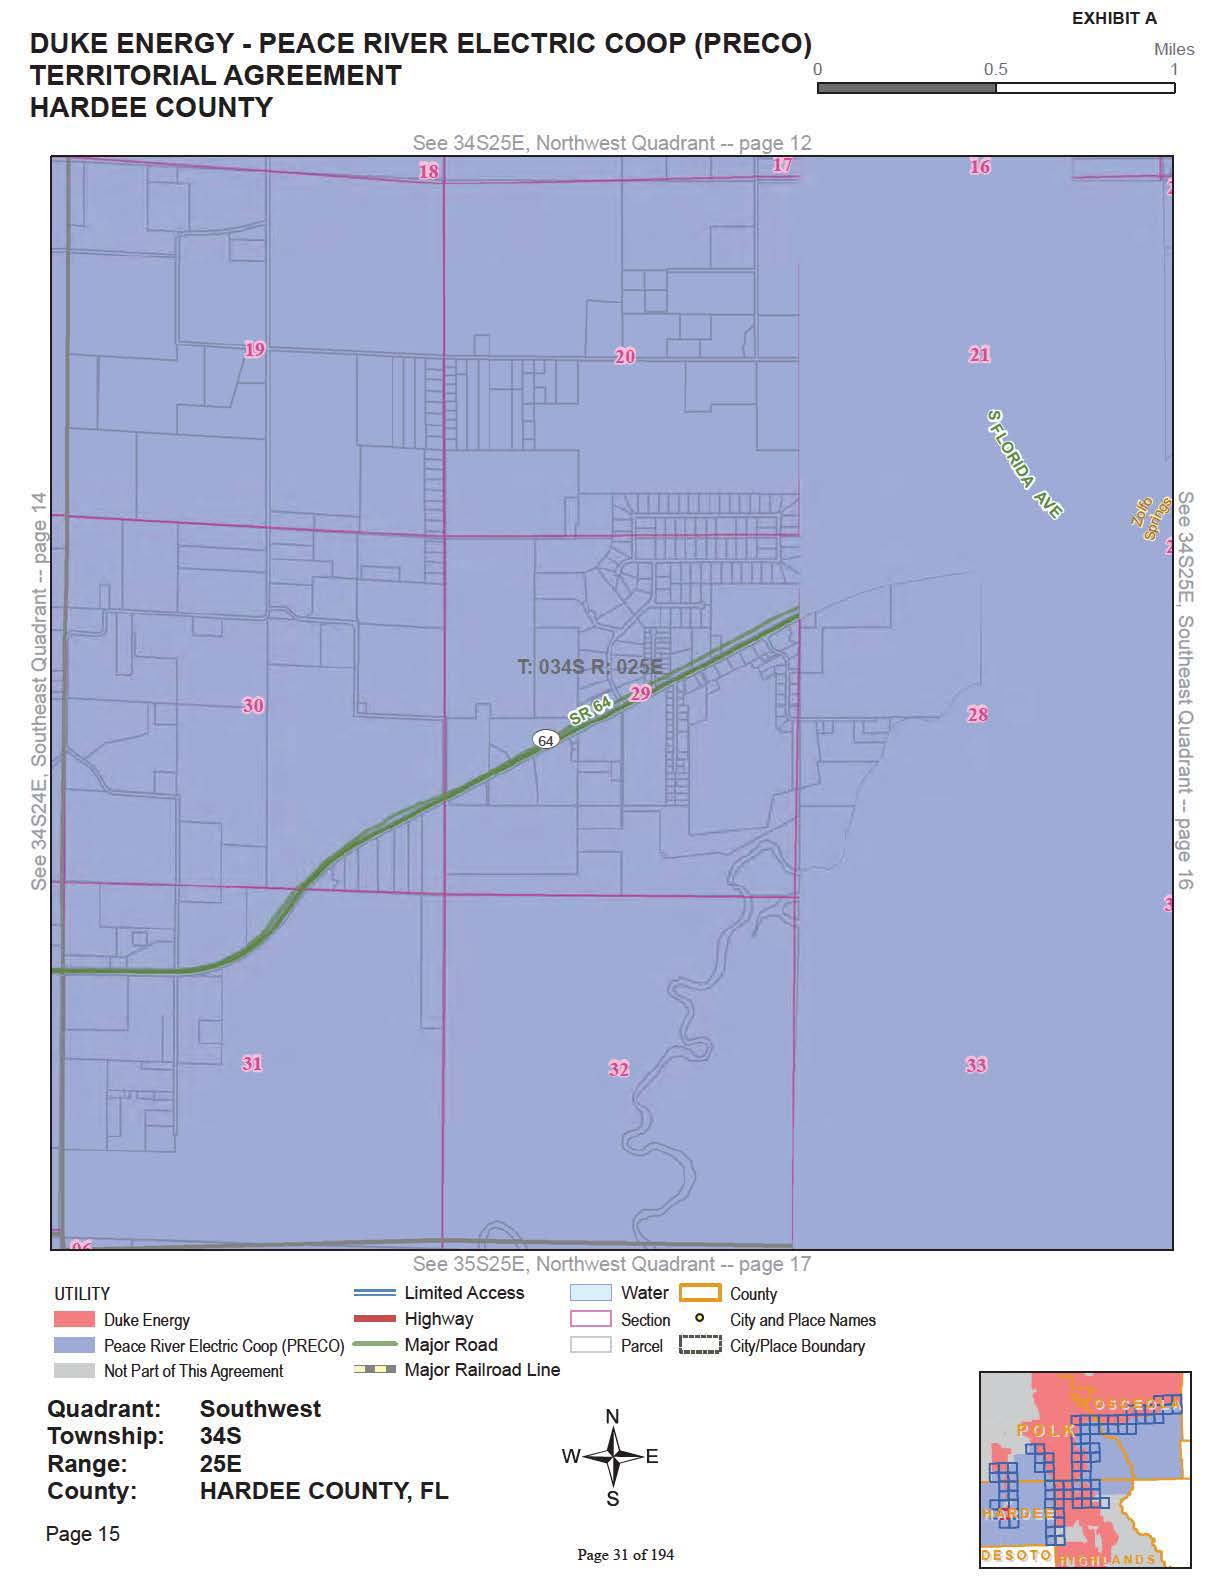 EXHIBIT A
DUKE ENERGY - PEACE RIVER ELECTRIC COOP (PRECO)
TERRITORIAL AGREEMENT
HARDEE COUNTY
Miles
0 0.5 1
See 34S25E, Northwest Quadrant -- page 12
18 17 16
19 20 21
S FLORIDA AVE
Zolfo
Springs
See 34S24E, Southeast Quadrant -- page 14
See 34S25E, Southeast Quadrant -- page 16
T: 034S R: 025E
SR 64
64
30 29 28
31 32 33
06
See 35S25E, Northwest Quadrant -- page 17
UTILITY
Duke Energy
Peace River Electric Coop (PRECO)
Not Part of This Agreement
Limited Access
Highway
Major Road
Major Railroad Line
Water
Section
Parcel
County
City and Place Names
City/Place Boundary
Quadrant: Southwest
Township: 34S
Range: 25E
County: HARDEE COUNTY, FL
Page 15
N
W E
S
Page 31 of 194
OSCEOLA
POLK
HARDEE
DESOTO
HIGHLANDS